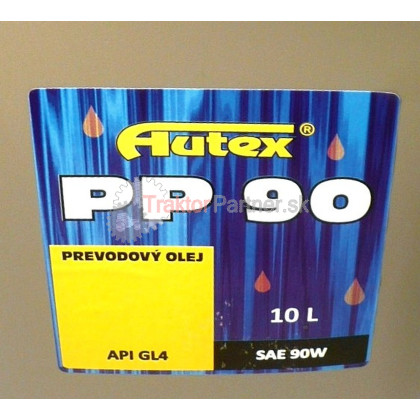 Autex®
PP 90
TraktorPartner.sk
PREVODOVÝ OLEJ
10 L
API GL4
SAE 90W